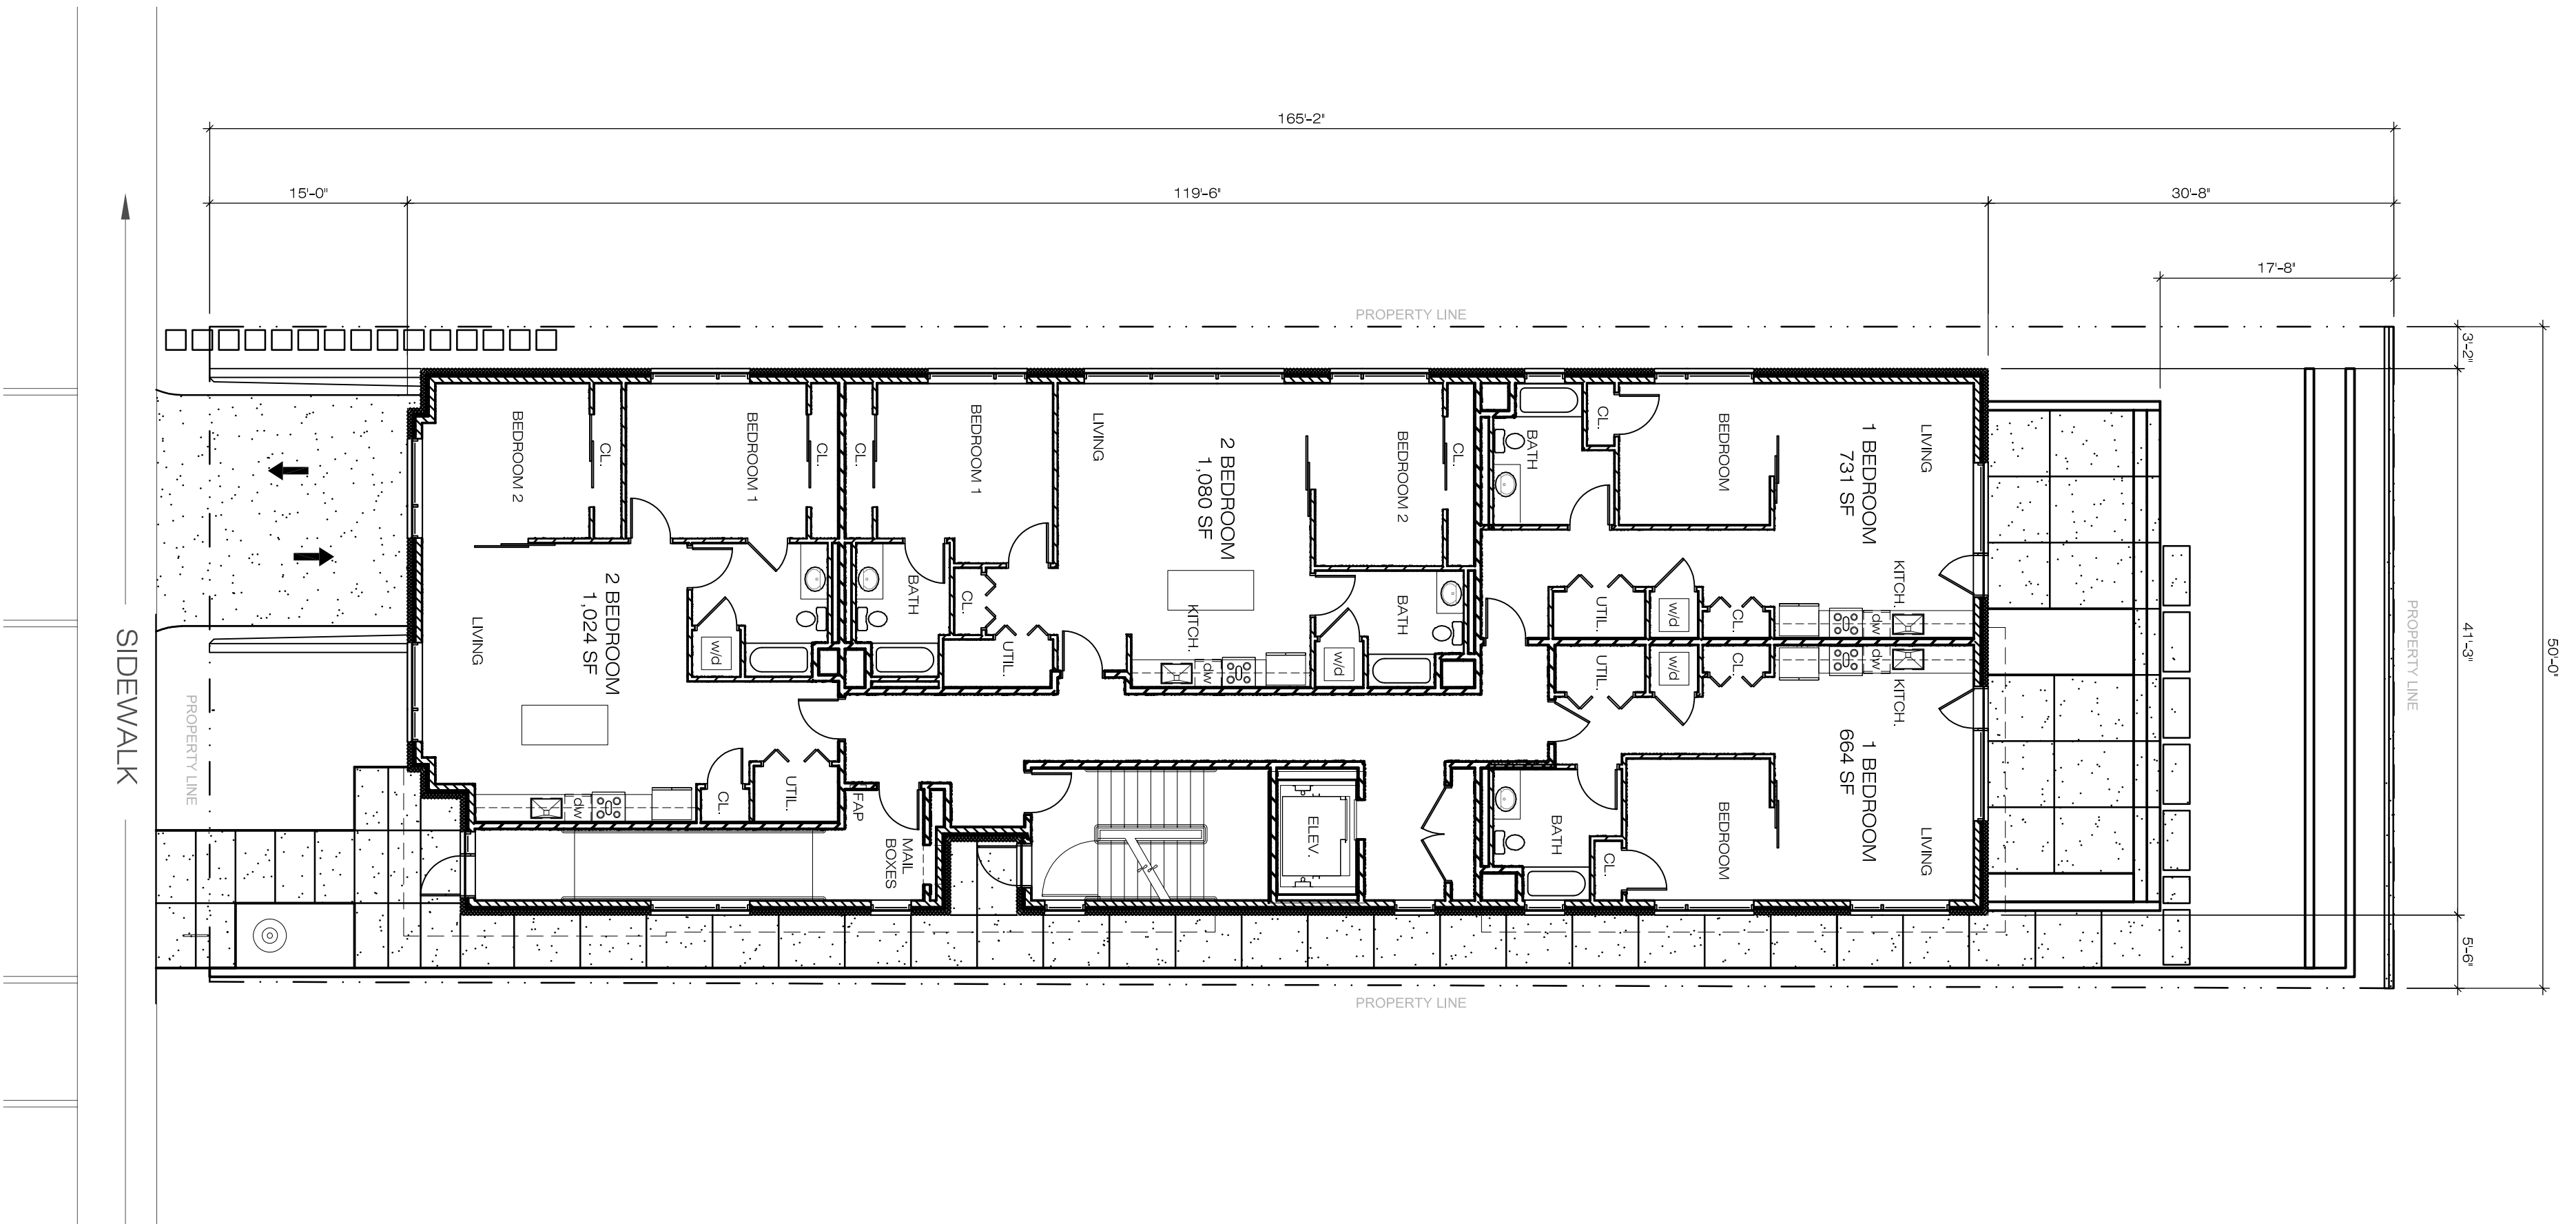 165'-2"
15'-0"
119'-6"
30'-8"
17'-8"
PROPERTY LINE
3'-2"
41'-3"
50'-0"
5'-6"
PROPERTY LINE
SIDEWALK
PROPERTY LINE
BEDROOM 2
CL.
BEDROOM 1
CL.
LIVING
2 BEDROOM
1,024 SF
w/d
dw
CL.
UTIL.
FAP
MAIL
BOXES
CL.
BEDROOM 1
BATH
CL.
UTIL.
LIVING
2 BEDROOM
1,080 SF
KITCH.
dw
BEDROOM 2
CL.
BATH
w/d
ELEV.
BATH
CL.
BEDROOM
1 BEDROOM
731 SF
LIVING
KITCH.
UTIL.
w/d
CL.
dw
UTIL.
w/d
CL.
dw
KITCH.
1 BEDROOM
664 SF
LIVING
BEDROOM
BATH
CL.
PROPERTY LINE